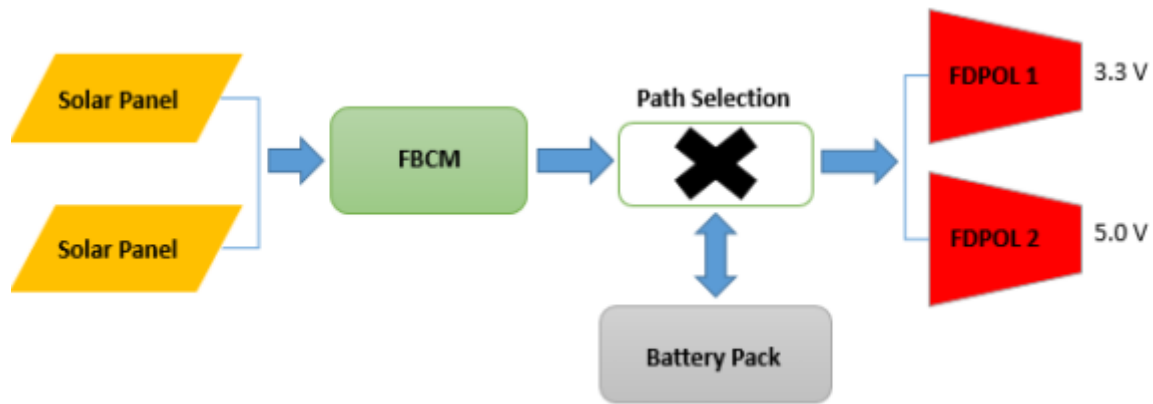 Solar Panel
Solar Panel
FBCM
Path Selection
Battery Pack
FDPOL 1
3.3 V
FDPOL 2
5.0 V